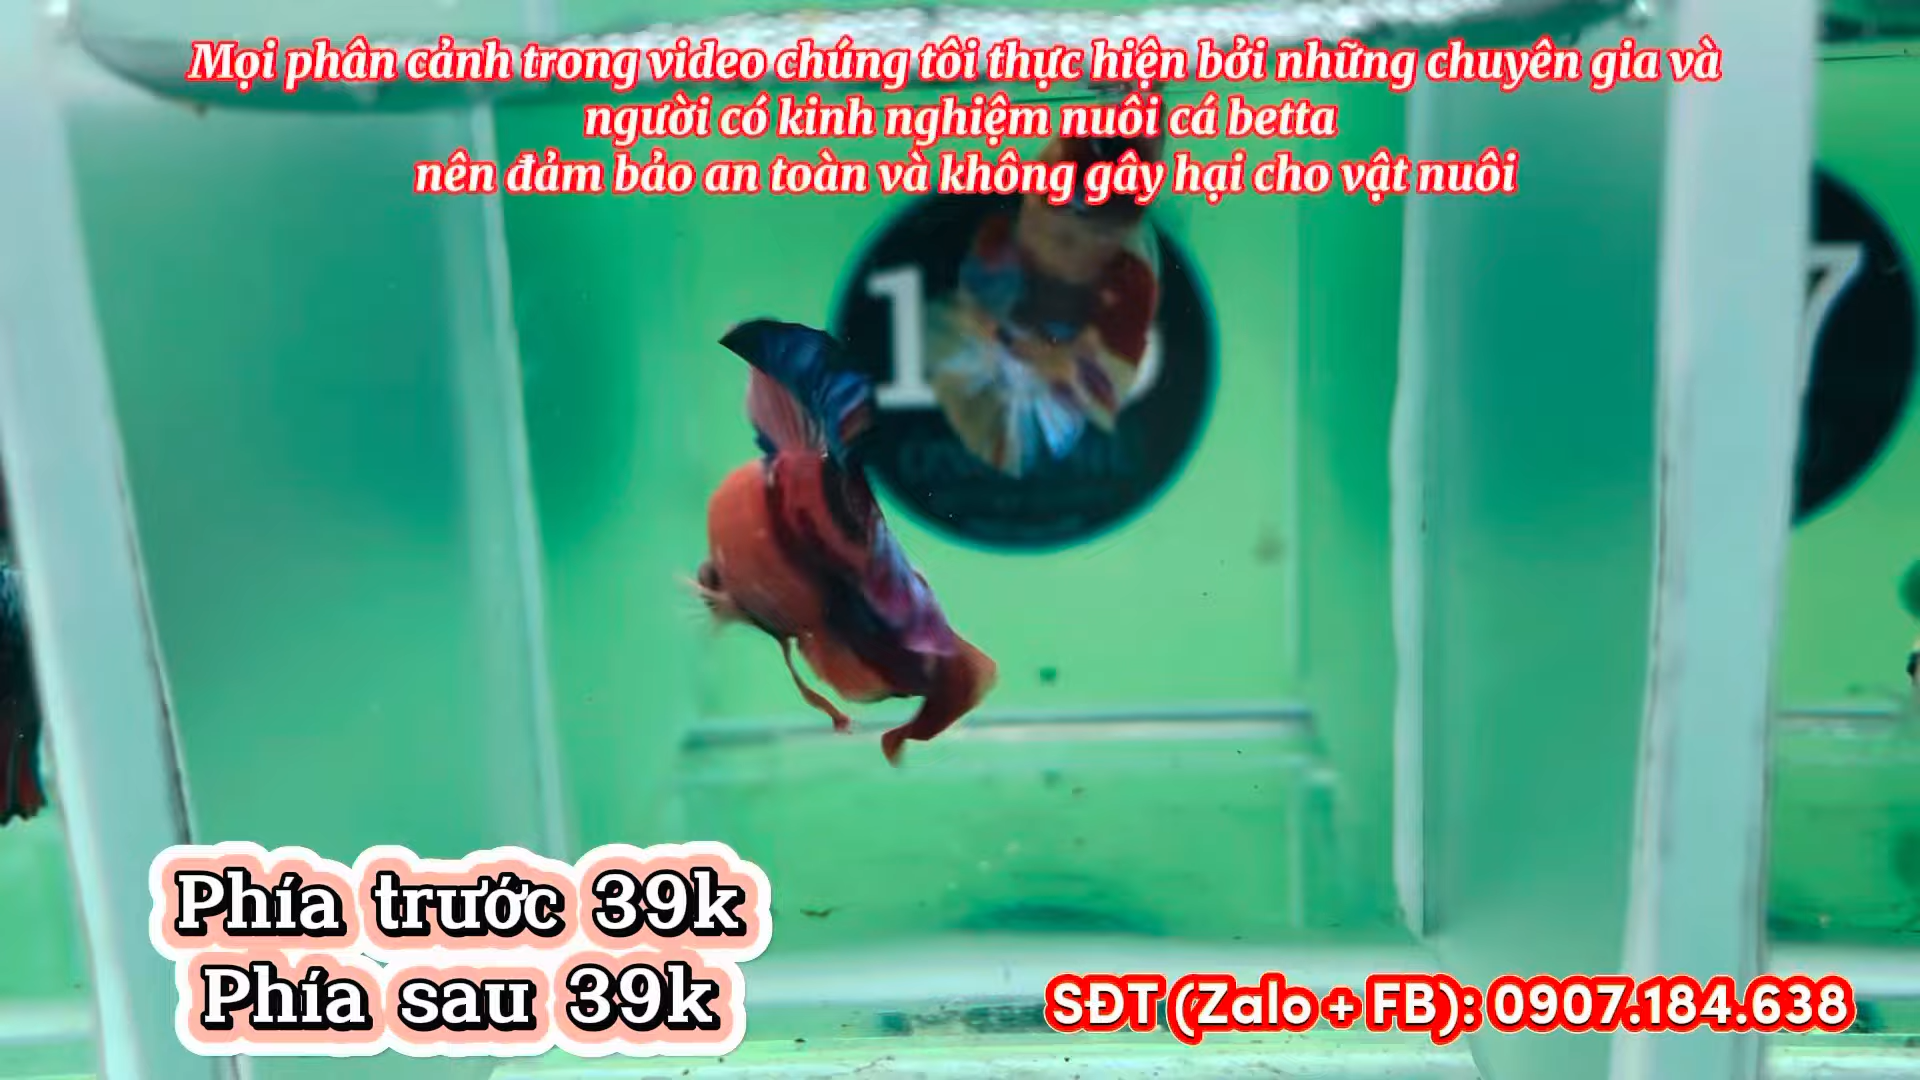 Mọi phân cảnh trong video chúng tôi thực hiện bởi những chuyên gia và
người có kinh nghiệm nuôi cá betta
nên đảm bảo an toàn và không gây hại cho vật nuôi
1
7
Phía trước 39k
Phía sau 39k
SĐT (Zalo + FB): 0907.184.638